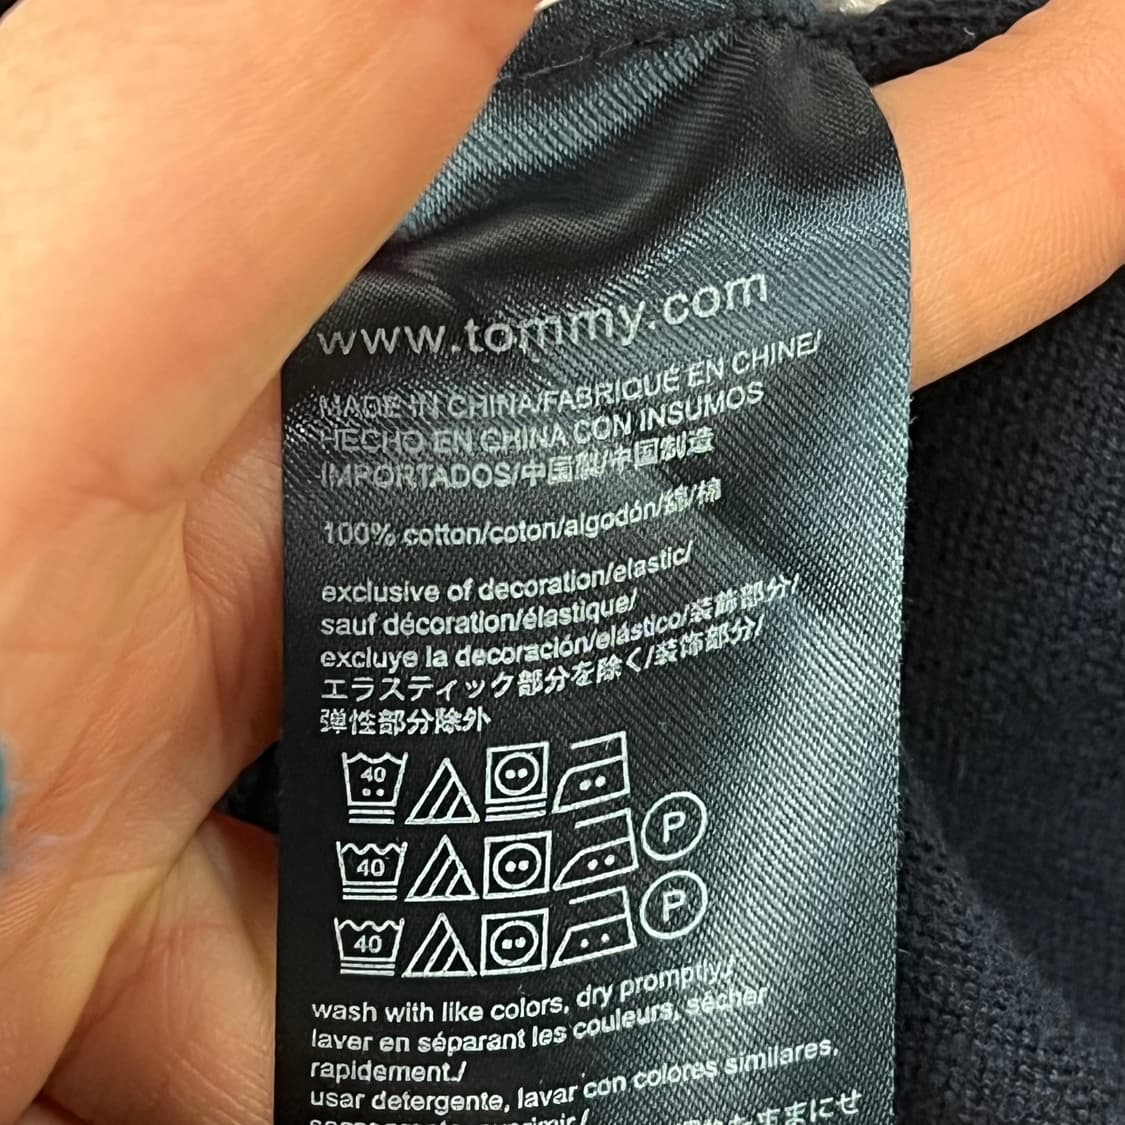 www.tommy.com
MADE IN CHINA/FABRIQUÉ EN CHINE/
HECHO EN CHINA CON INSUMOS
IMPORTADOS/中国製/中国制造
100% cotton/coton/algodón/綿/棉
exclusive of decoration/elastic/
sauf décoration/élastique/
excluye la decoración/elástico/装飾部分/
エラスティック部分を除く/装饰部分/
弹性部分除外
40
40 P
40 P
wash with like colors, dry promptly./
laver en séparant les couleurs, sécher
rapidement./
usar detergente, lavar con colores similares,